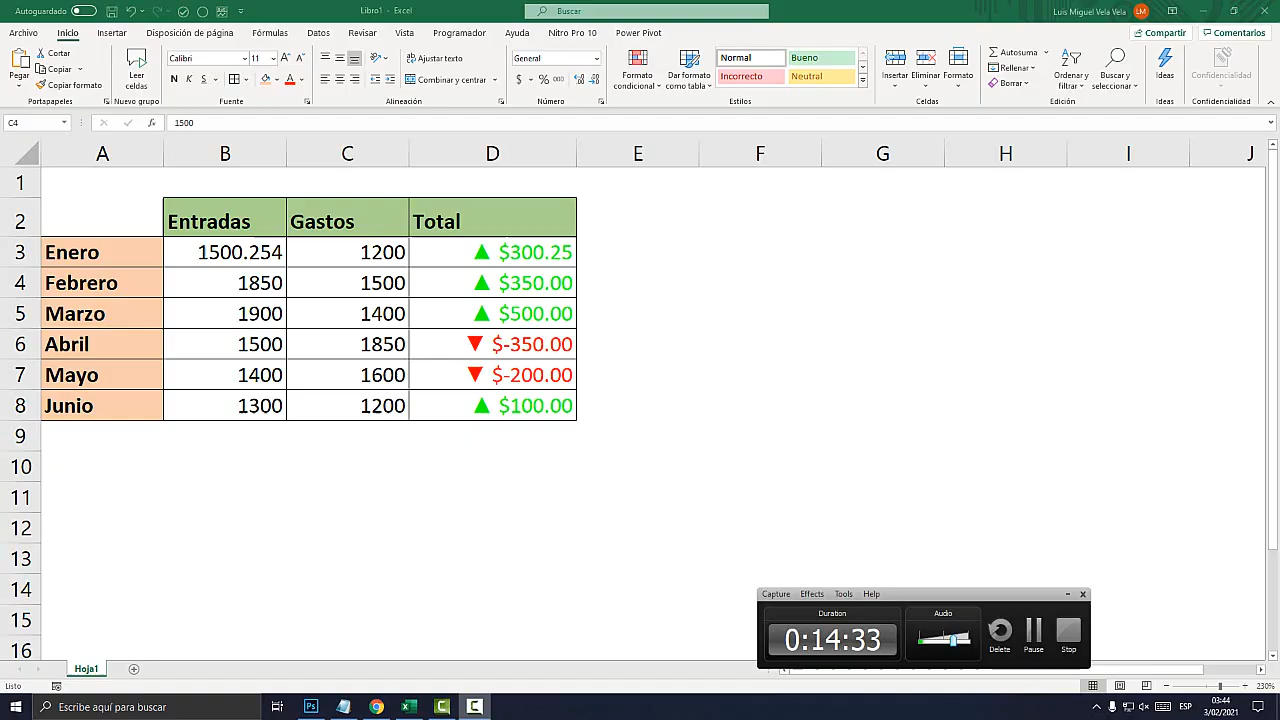 Autoguardado
Libro1 - Excel
Buscar
Luis Miguel Vela Vela
LM
Archivo Inicio Insertar Disposición de página Fórmulas Datos Revisar Vista Programador Ayuda Nitro Pro 10 Power Pivot
Compartir
Comentarios
Pegar
Cortar
Copiar
Copiar formato
Portapapeles
Leer celdas
Nuevo grupo
Calibri 11
N K S
Fuente
Ajustar texto
Combinar y centrar
Alineación
General
$ % 000
Número
Formato condicional
Dar formato como tabla
Normal Bueno
Incorrecto Neutral
Estilos
Insertar Eliminar Formato
Celdas
Autosuma
Rellenar
Borrar
Ordenar y filtrar
Buscar y seleccionar
Edición
Ideas
Ideas
Confidencialidad
Confidencialidad
C4 fx 1500
A B C D E F G H I J
1
2 Entradas Gastos Total
3 Enero 1500.254 1200 ▲ $300.25
4 Febrero 1850 1500 ▲ $350.00
5 Marzo 1900 1400 ▲ $500.00
6 Abril 1500 1850 ▼ $-350.00
7 Mayo 1400 1600 ▼ $-200.00
8 Junio 1300 1200 ▲ $100.00
9
10
11
12
13
14
15
16
Capture Effects Tools Help
Duration
0:14:33
Audio
Delete Pause Stop
Hoja1
Listo
230%
Escribe aquí para buscar
Ps
ESP
03:44
3/02/2021